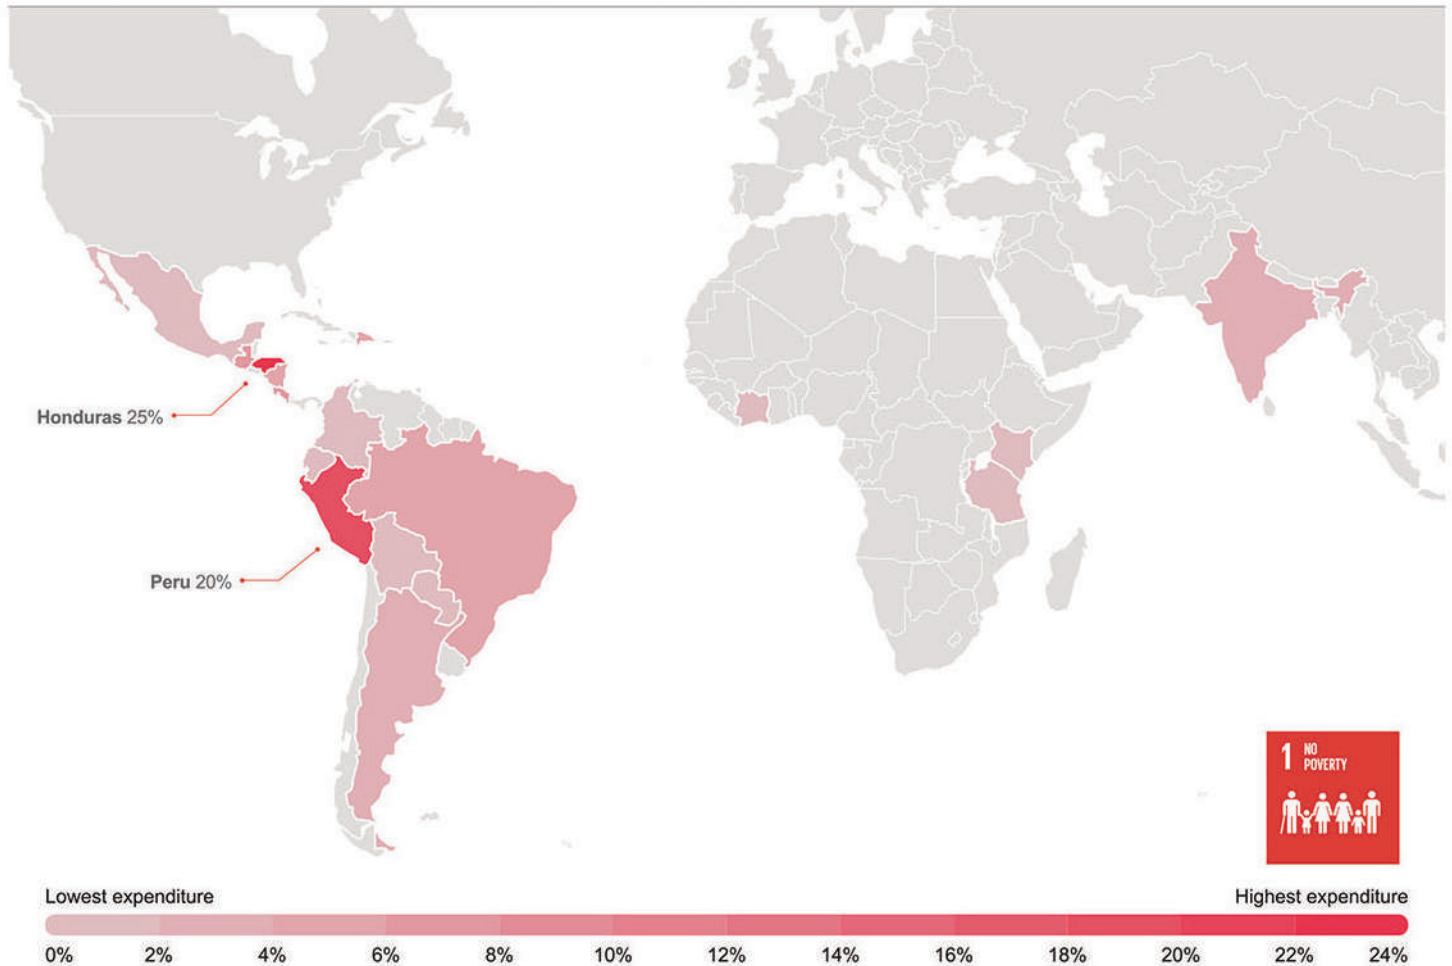 Honduras 25%
Peru 20%
1 NO
POVERTY
Lowest expenditure
Highest expenditure
0% 2% 4% 6% 8% 10% 12% 14% 16% 18% 20% 22% 24%